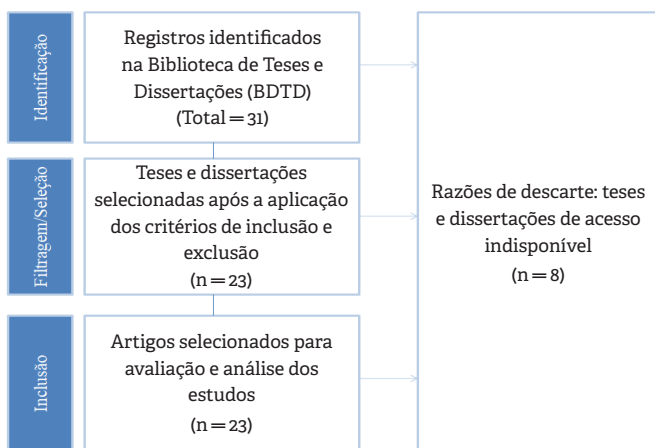 Identificação
Registros identificados
na Biblioteca de Teses e
Dissertações (BDTD)
(Total = 31)
Filtragem/Seleção
Teses e dissertações
selecionadas após a aplicação
dos critérios de inclusão e
exclusão
(n = 23)
Inclusão
Artigos selecionados para
avaliação e análise dos
estudos
(n = 23)
Razões de descarte: teses
e dissertações de acesso
indisponível
(n = 8)